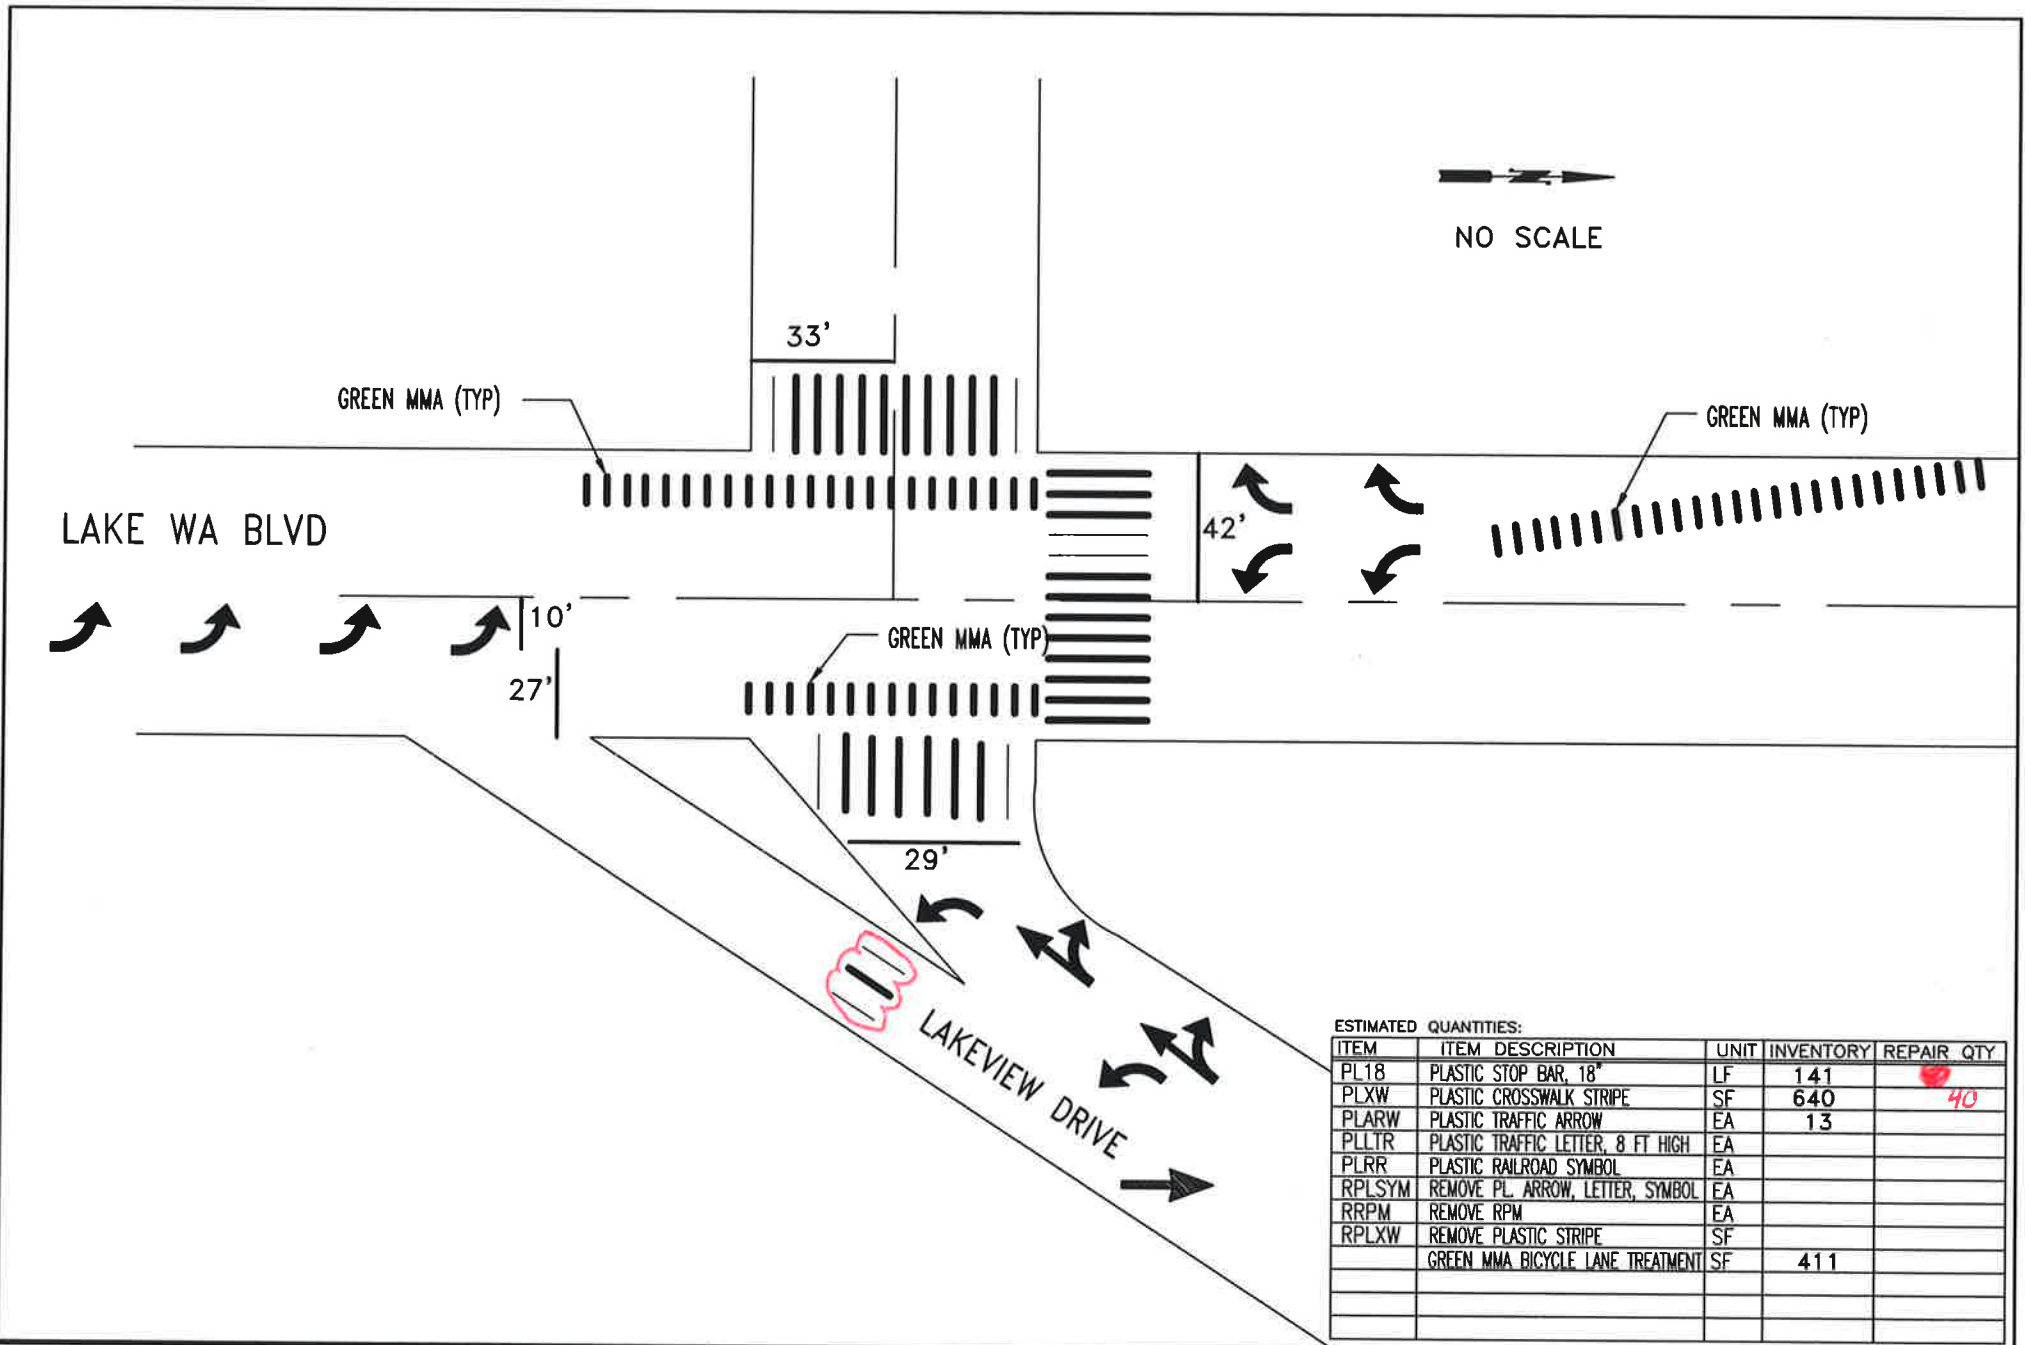 NO SCALE
33'
GREEN MMA (TYP)
GREEN MMA (TYP)
LAKE WA BLVD
42'
10'
GREEN MMA (TYP)
27'
29'
LAKEVIEW DRIVE
ESTIMATED QUANTITIES:
ITEM ITEM DESCRIPTION UNIT INVENTORY REPAIR QTY
PL18 PLASTIC STOP BAR, 18" LF 141
PLXW PLASTIC CROSSWALK STRIPE SF 640 40
PLARW PLASTIC TRAFFIC ARROW EA 13
PLLTR PLASTIC TRAFFIC LETTER, 8 FT HIGH EA
PLRR PLASTIC RAILROAD SYMBOL EA
RPLSYM REMOVE PL. ARROW, LETTER, SYMBOL EA
RRPM REMOVE RPM EA
RPLXW REMOVE PLASTIC STRIPE SF
GREEN MMA BICYCLE LANE TREATMENT SF 411